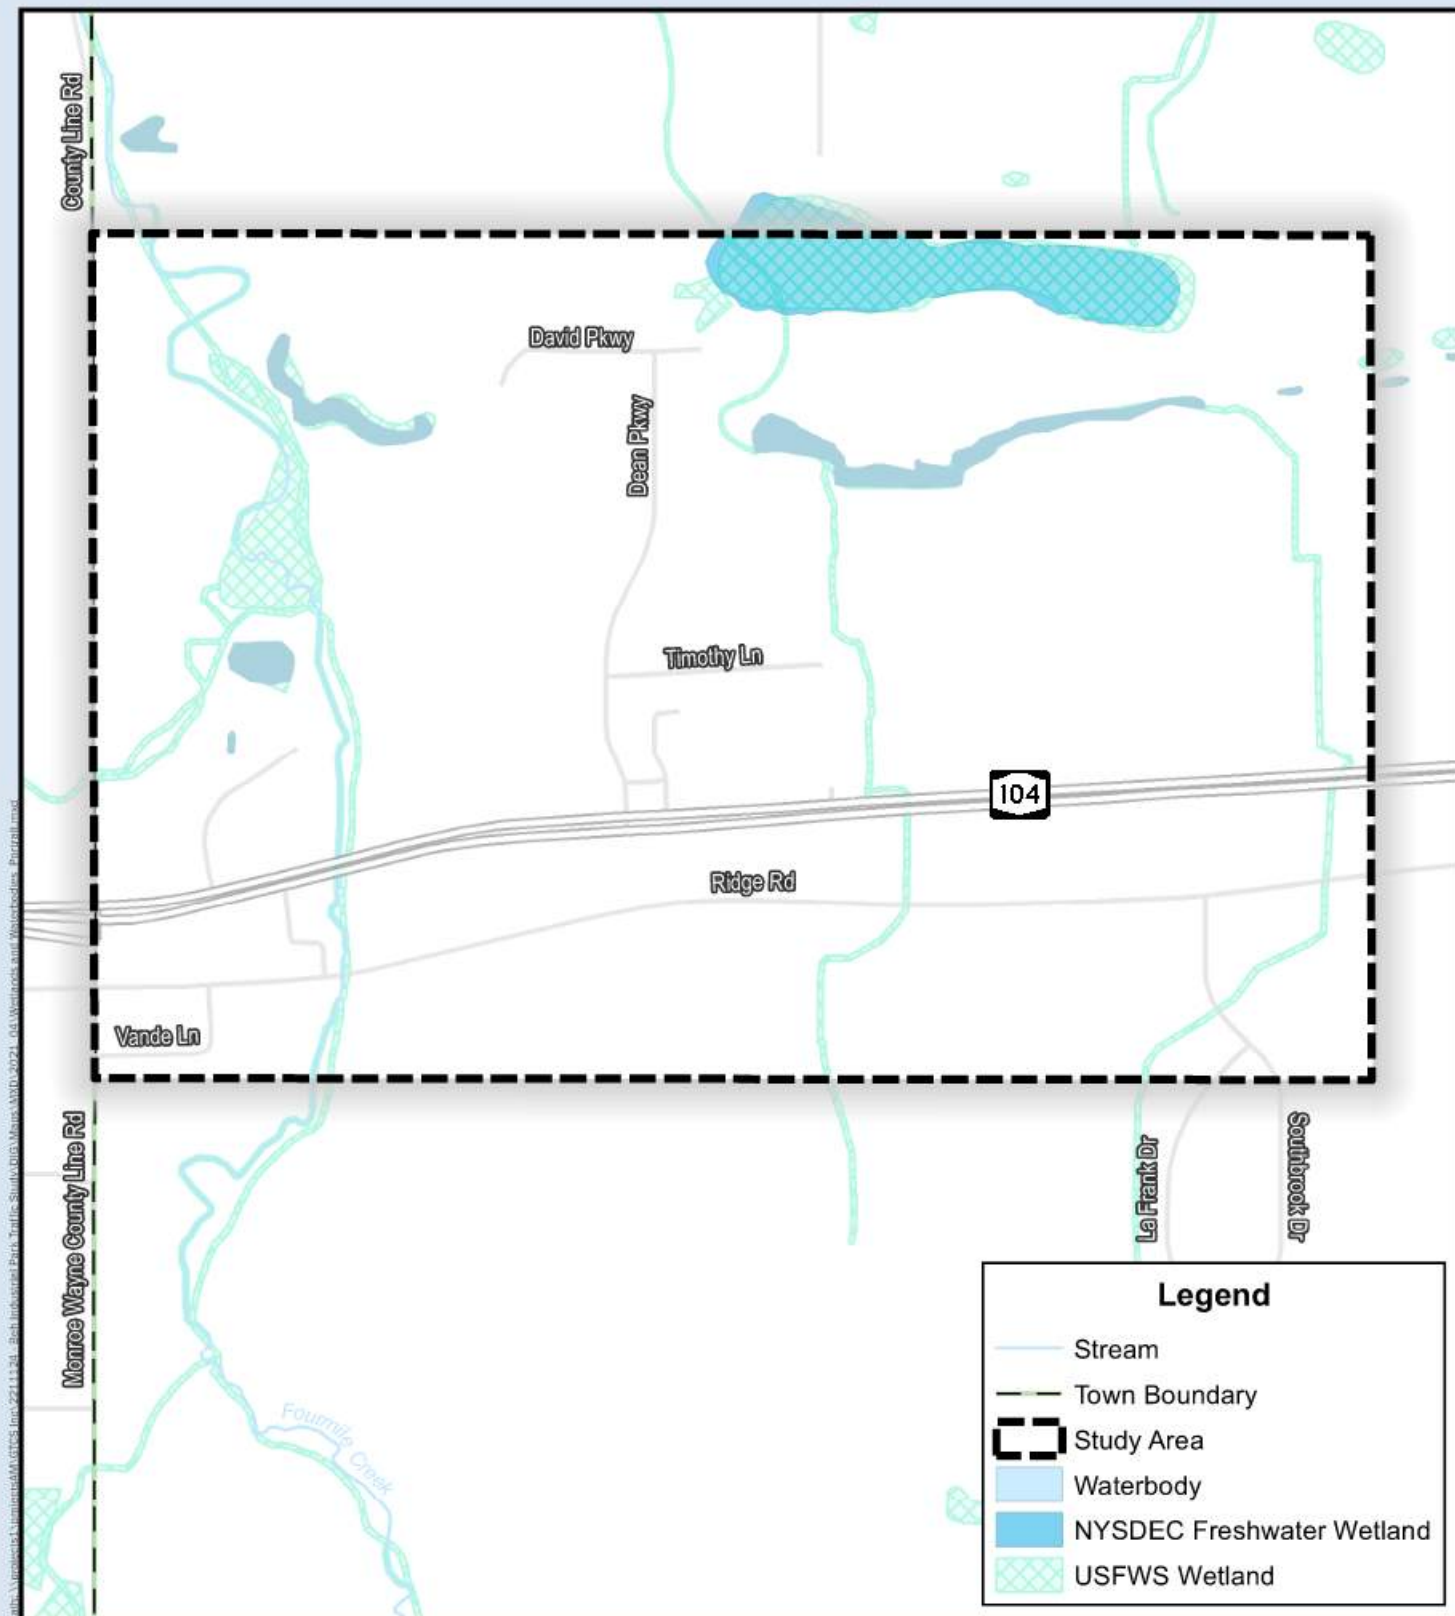 County Line Rd
David Pkwy
Dean Pkwy
Timothy Ln
104
Ridge Rd
Vande Ln
Monroe Wayne County Line Rd
La Frank Dr
Southbrook Dr
Fourmile Creek
Legend
Stream
Town Boundary
Study Area
Waterbody
NYSDEC Freshwater Wetland
USFWS Wetland